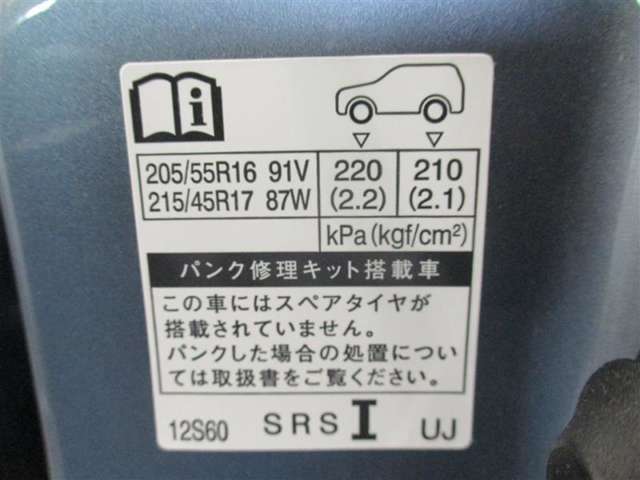 205/55R16 91V 220 210
215/45R17 87W (2.2) (2.1)
kPa(kgf/cm²)
パンク修理キット搭載車
この車にはスペアタイヤが
搭載されていません。
パンクした場合の処置につい
ては取扱書をご覧ください。
12S60 SRS I UJ